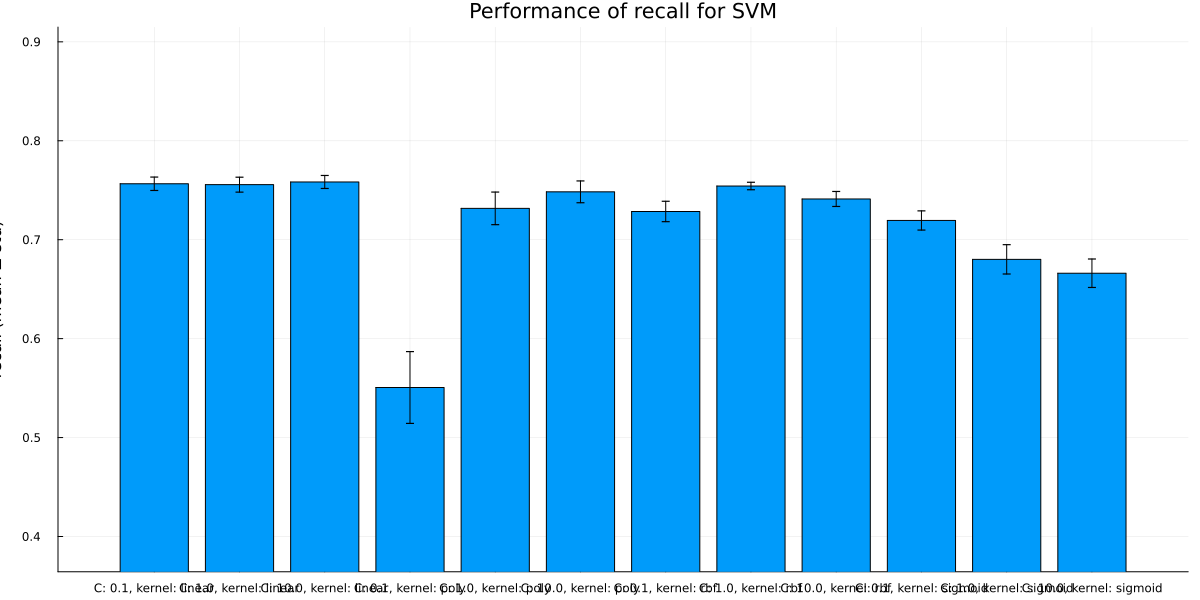 Performance of recall for SVM
0.9
0.8
0.7
0.6
0.5
0.4
C: 0.1, kernel: linear
C: 1.0, kernel: linear
C: 10.0, kernel: linear
C: 0.1, kernel: poly
C: 1.0, kernel: poly
C: 10.0, kernel: poly
C: 0.1, kernel: rbf
C: 1.0, kernel: rbf
C: 10.0, kernel: rbf
C: 0.1, kernel: sigmoid
C: 1.0, kernel: sigmoid
C: 10.0, kernel: sigmoid